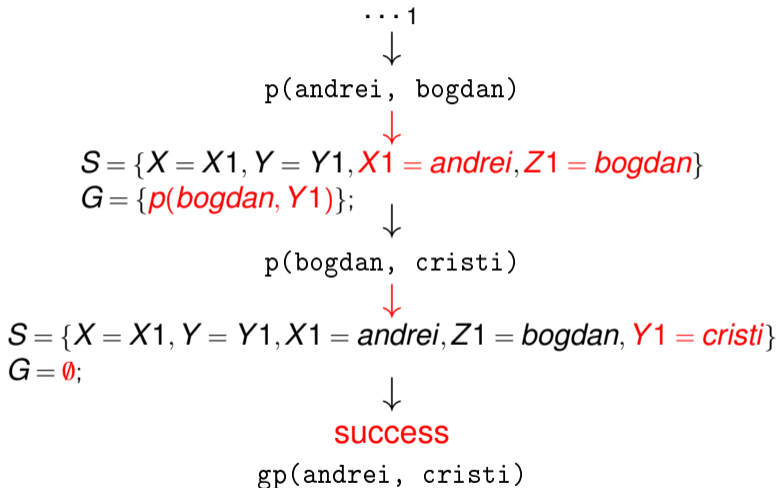 ··· 1
p(andrei, bogdan)
S = {X = X1, Y = Y1, X1 = andrei, Z1 = bogdan}
G = {p(bogdan, Y1)};
p(bogdan, cristi)
S = {X = X1, Y = Y1, X1 = andrei, Z1 = bogdan, Y1 = cristi}
G = ∅;
success
gp(andrei, cristi)